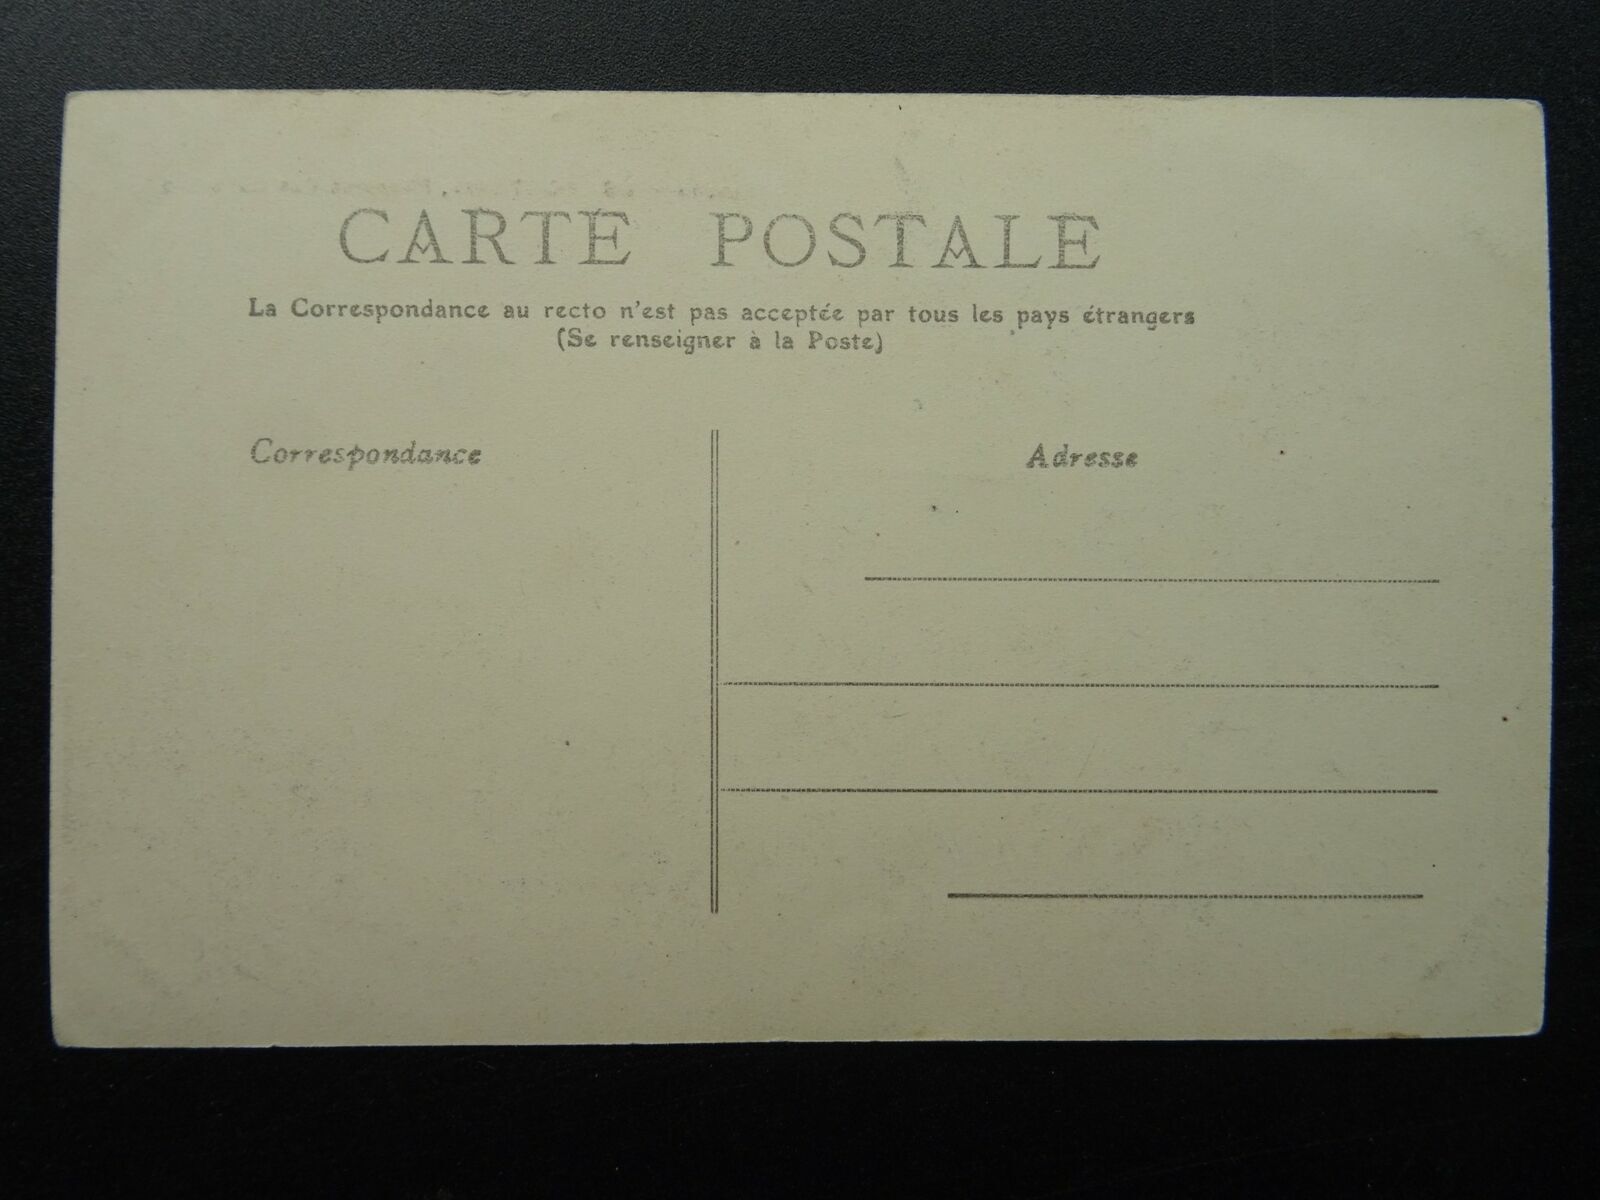 CARTE POSTALE
La Correspondance au recto n'est pas acceptée par tous les pays étrangers
(Se renseigner à la Poste)
Correspondance
Adresse